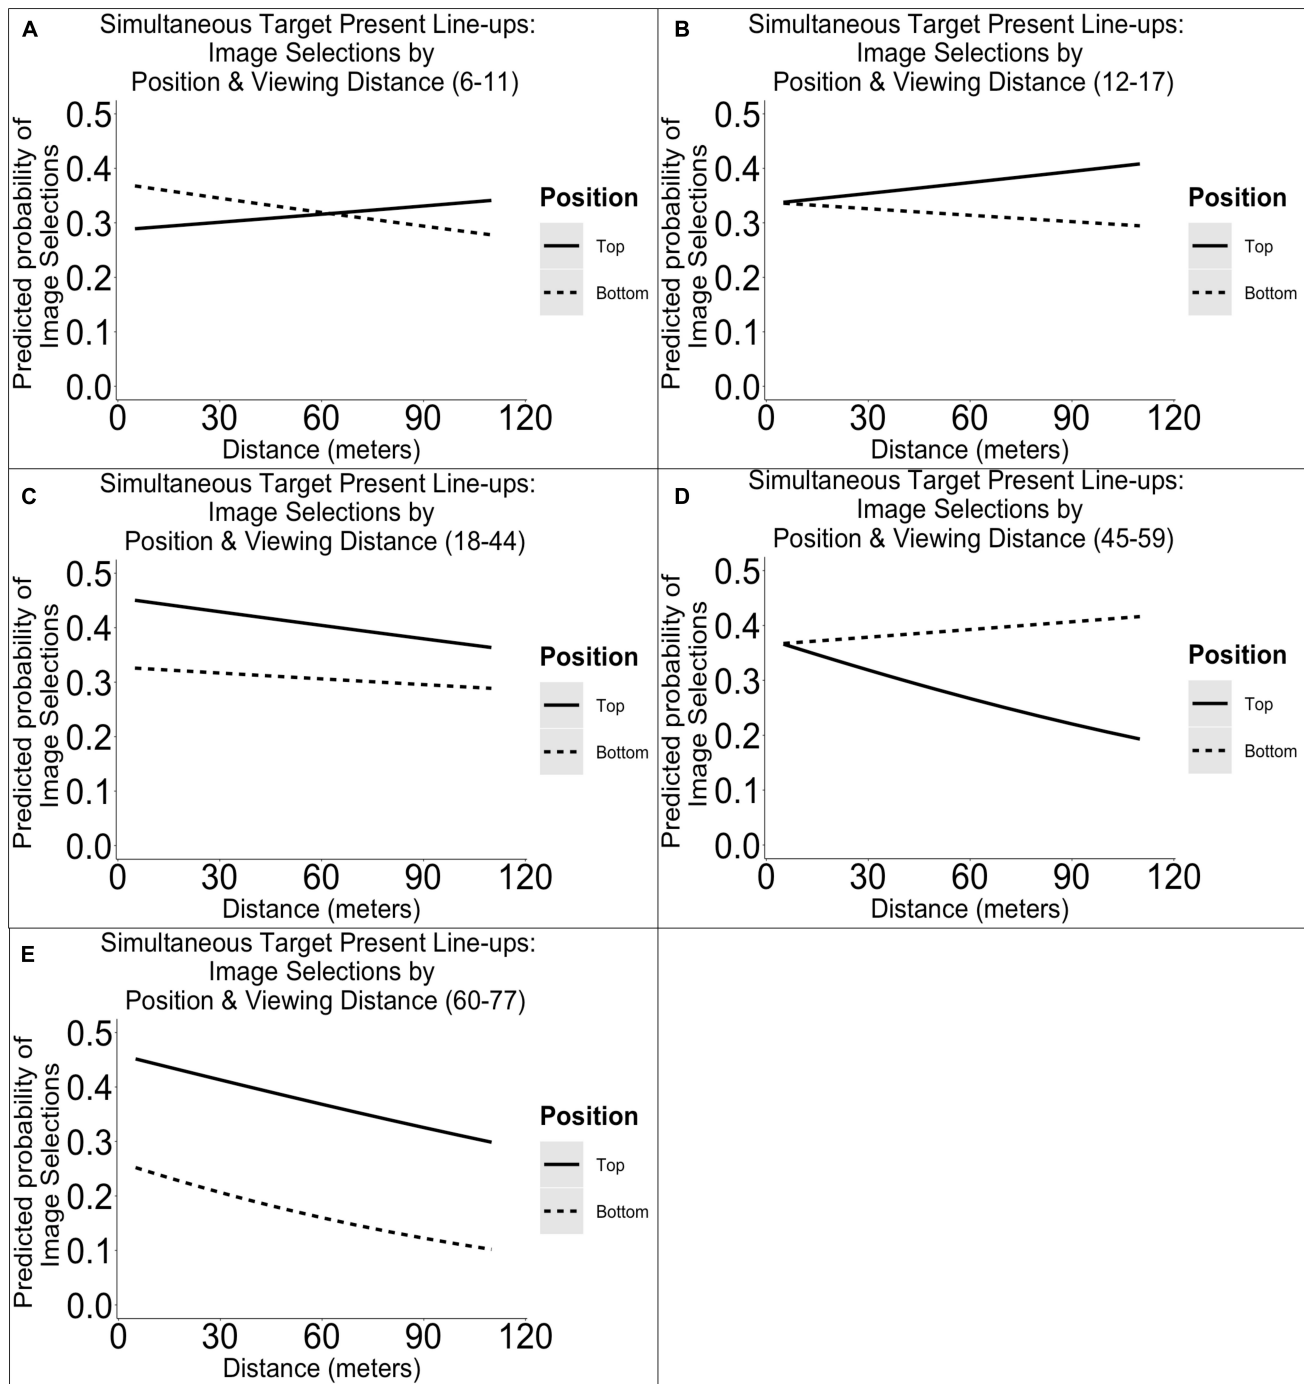 A
Simultaneous Target Present Line-ups:
Image Selections by
Position & Viewing Distance (6-11)
Predicted probability of
Image Selections
0.5
0.4
0.3
0.2
0.1
0.0
0 30 60 90 120
Distance (meters)
Position
Top
Bottom
B
Simultaneous Target Present Line-ups:
Image Selections by
Position & Viewing Distance (12-17)
Predicted probability of
Image Selections
0.5
0.4
0.3
0.2
0.1
0.0
0 30 60 90 120
Distance (meters)
Position
Top
Bottom
C
Simultaneous Target Present Line-ups:
Image Selections by
Position & Viewing Distance (18-44)
Predicted probability of
Image Selections
0.5
0.4
0.3
0.2
0.1
0.0
0 30 60 90 120
Distance (meters)
Position
Top
Bottom
D
Simultaneous Target Present Line-ups:
Image Selections by
Position & Viewing Distance (45-59)
Predicted probability of
Image Selections
0.5
0.4
0.3
0.2
0.1
0.0
0 30 60 90 120
Distance (meters)
Position
Top
Bottom
E
Simultaneous Target Present Line-ups:
Image Selections by
Position & Viewing Distance (60-77)
Predicted probability of
Image Selections
0.5
0.4
0.3
0.2
0.1
0.0
0 30 60 90 120
Distance (meters)
Position
Top
Bottom